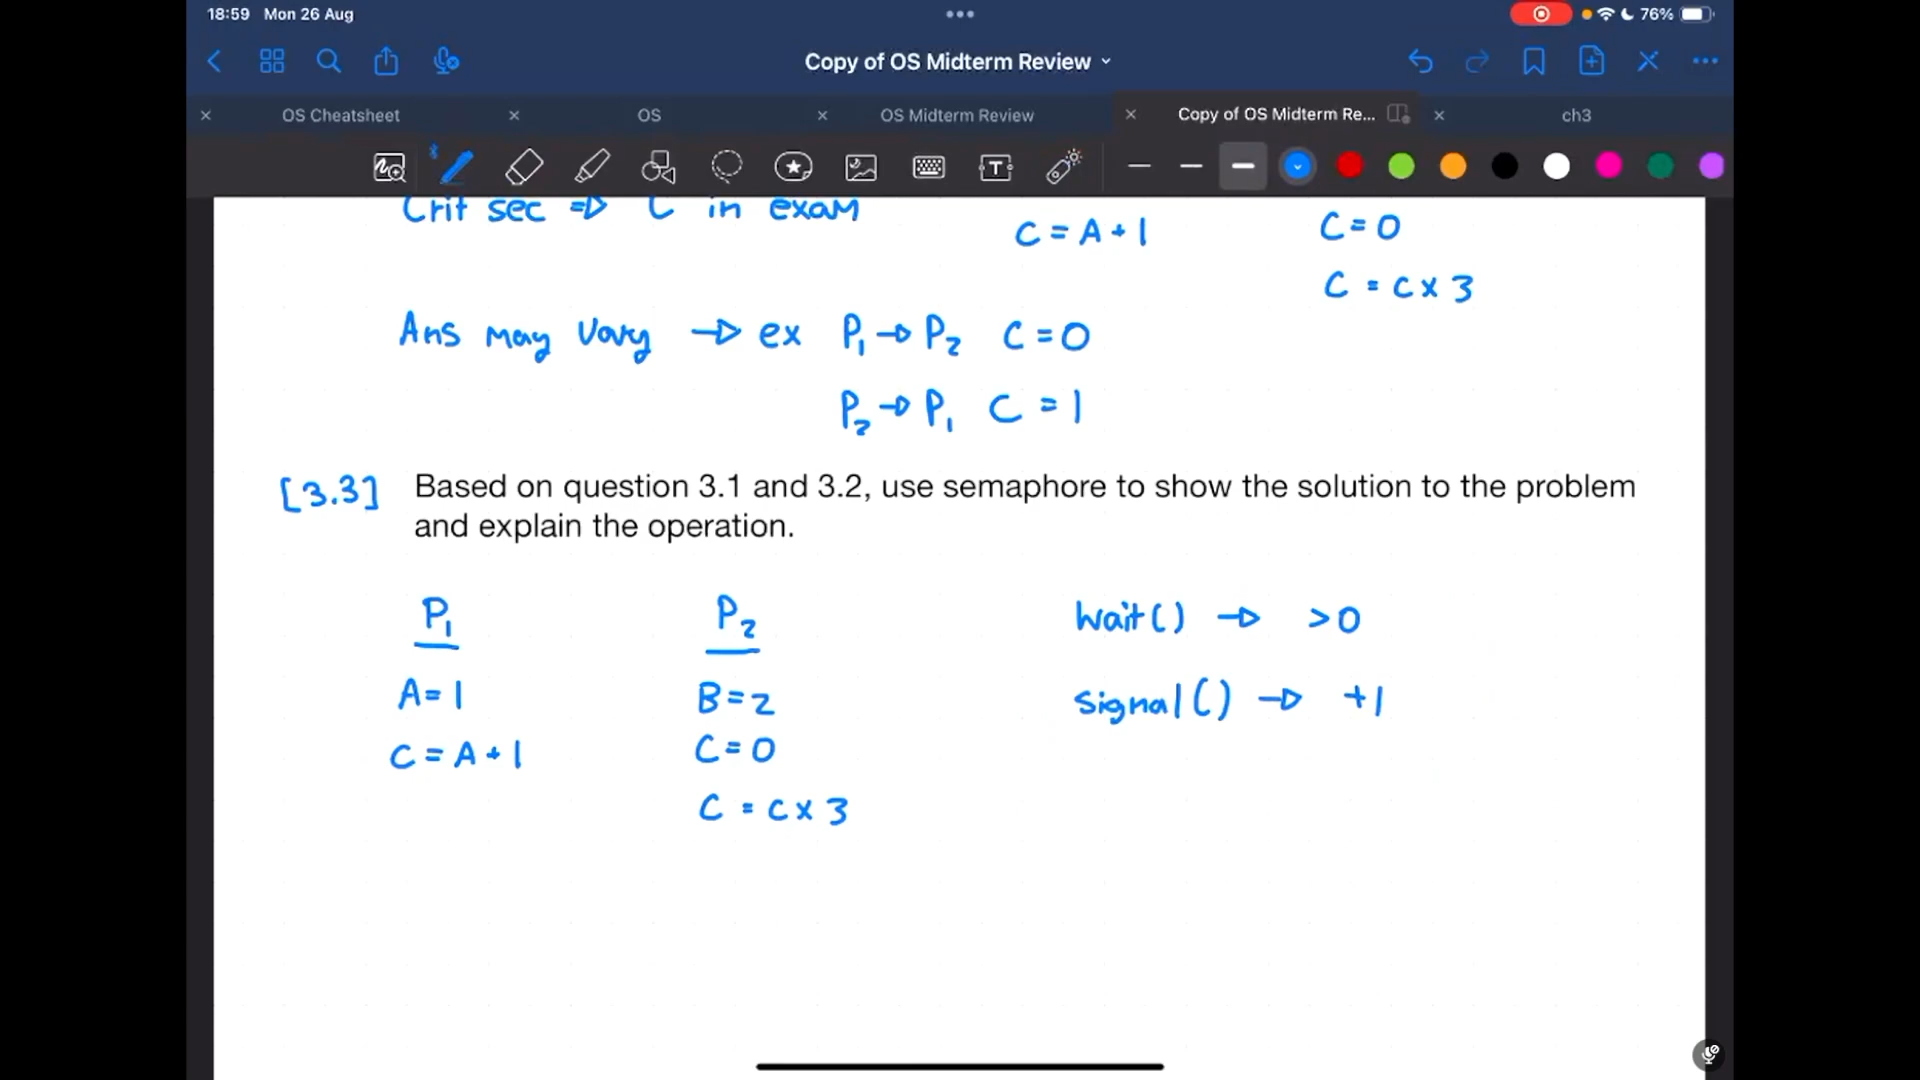 18:59 Mon 26 Aug
76%
Copy of OS Midterm Review
OS Cheatsheet
OS
OS Midterm Review
Copy of OS Midterm Re...
ch3
Crit sec ⇒ C in exam
C = A + 1
C = 0
C = C x 3
Ans may vary → ex P₁ → P₂ C = 0
P₂ → P₁ C = 1
[3.3] Based on question 3.1 and 3.2, use semaphore to show the solution to the problem
and explain the operation.
P₁
A = 1
C = A + 1
P₂
B = 2
C = 0
C = C x 3
Wait() → >0
Signal() → +1